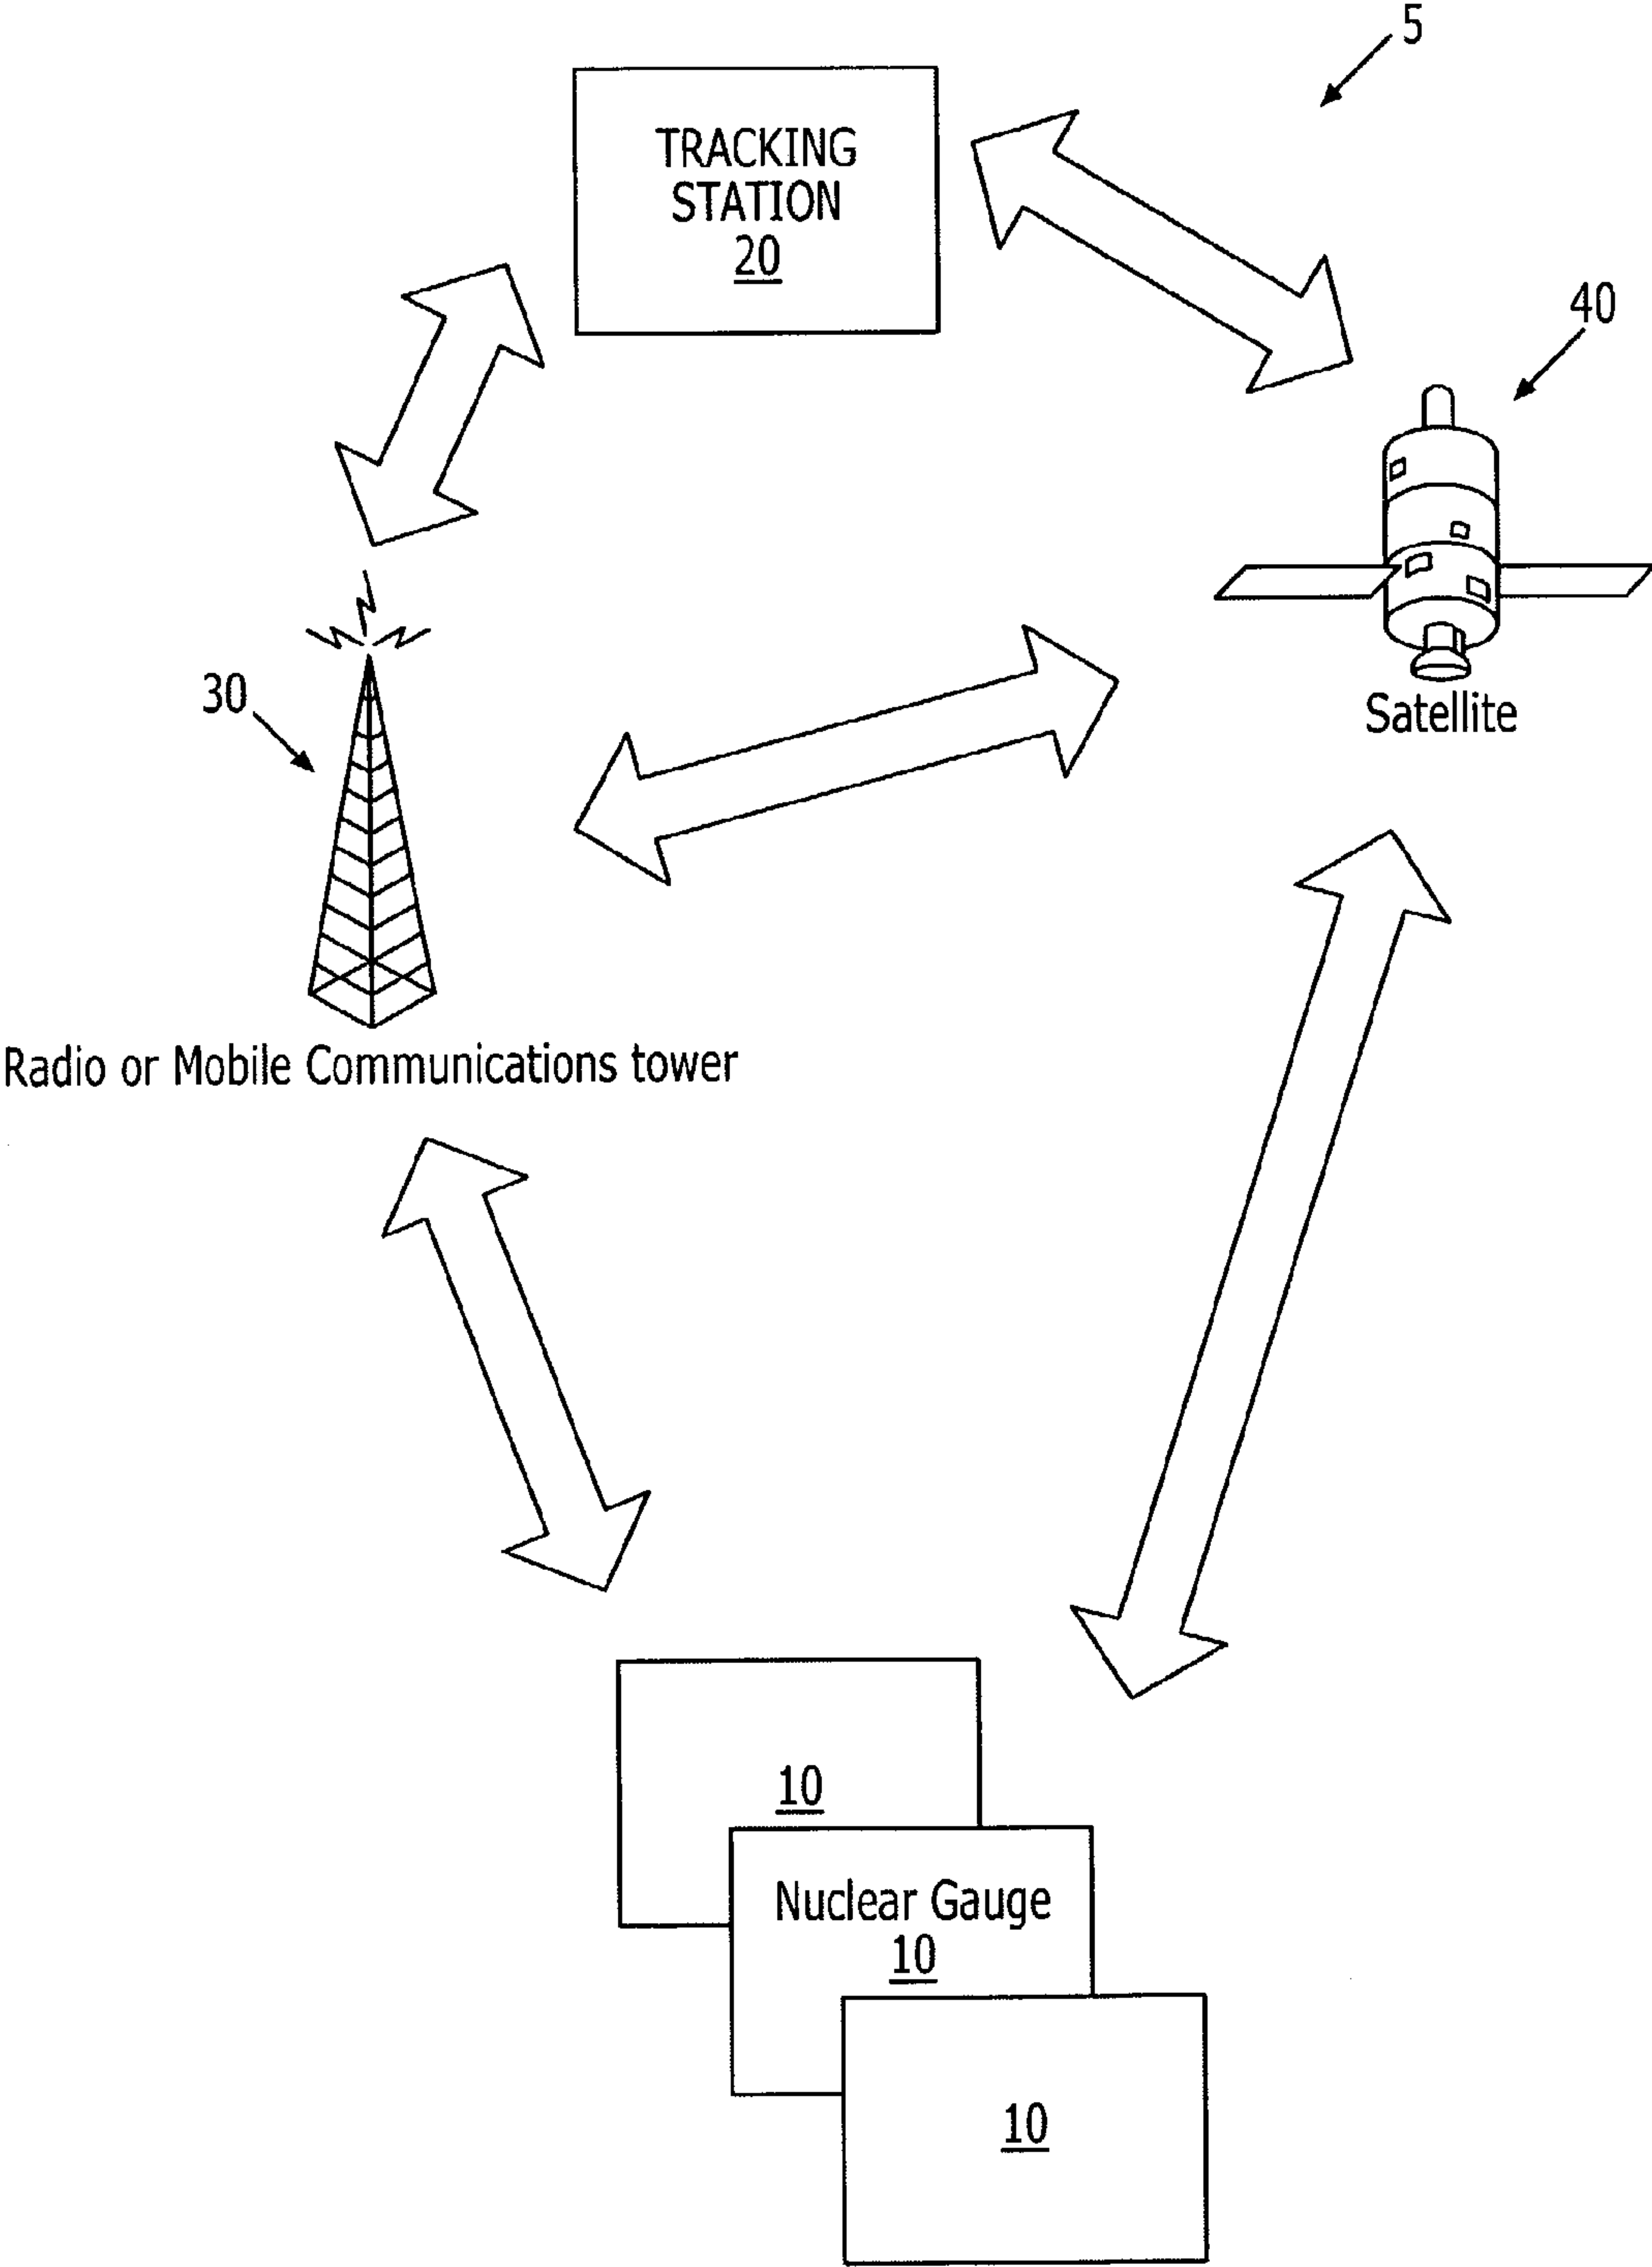 5
TRACKING
STATION
20
40
30
Satellite
Radio or Mobile Communications tower
10
Nuclear Gauge
10
10